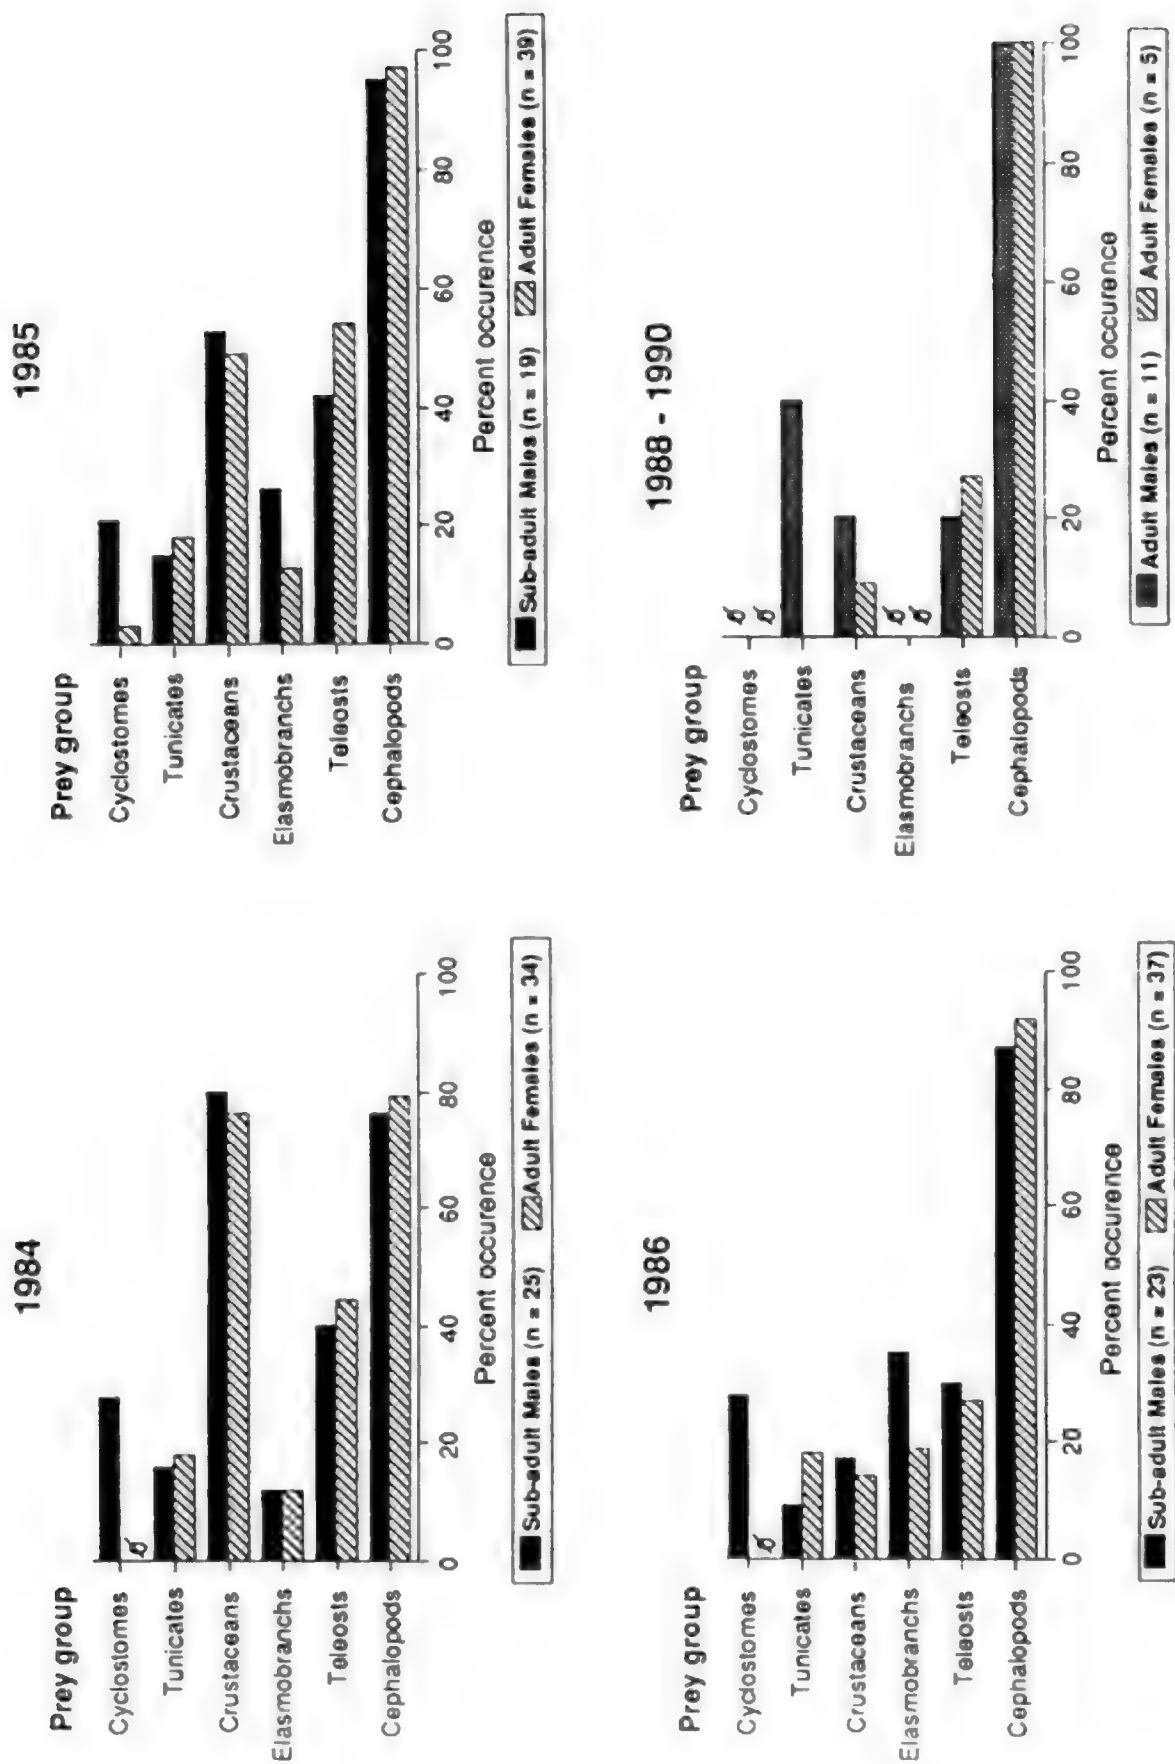 1984
Prey group
Cyclostomes
Tunicates
Crustaceans
Elasmobranchs
Teleosts
Cephalopods
0 20 40 60 80 100
Percent occurence
Sub-adult Males (n = 25) Adult Females (n = 34)
1985
Prey group
Cyclostomes
Tunicates
Crustaceans
Elasmobranchs
Teleosts
Cephalopods
0 20 40 60 80 100
Percent occurence
Sub-adult Males (n = 19) Adult Females (n = 39)
1986
Prey group
Cyclostomes
Tunicates
Crustaceans
Elasmobranchs
Teleosts
Cephalopods
0 20 40 60 80 100
Percent occurence
Sub-adult Males (n = 23) Adult Females (n = 37)
1988 - 1990
Prey group
Cyclostomes
Tunicates
Crustaceans
Elasmobranchs
Teleosts
Cephalopods
0 20 40 60 80 100
Percent occurence
Adult Males (n = 11) Adult Females (n = 5)